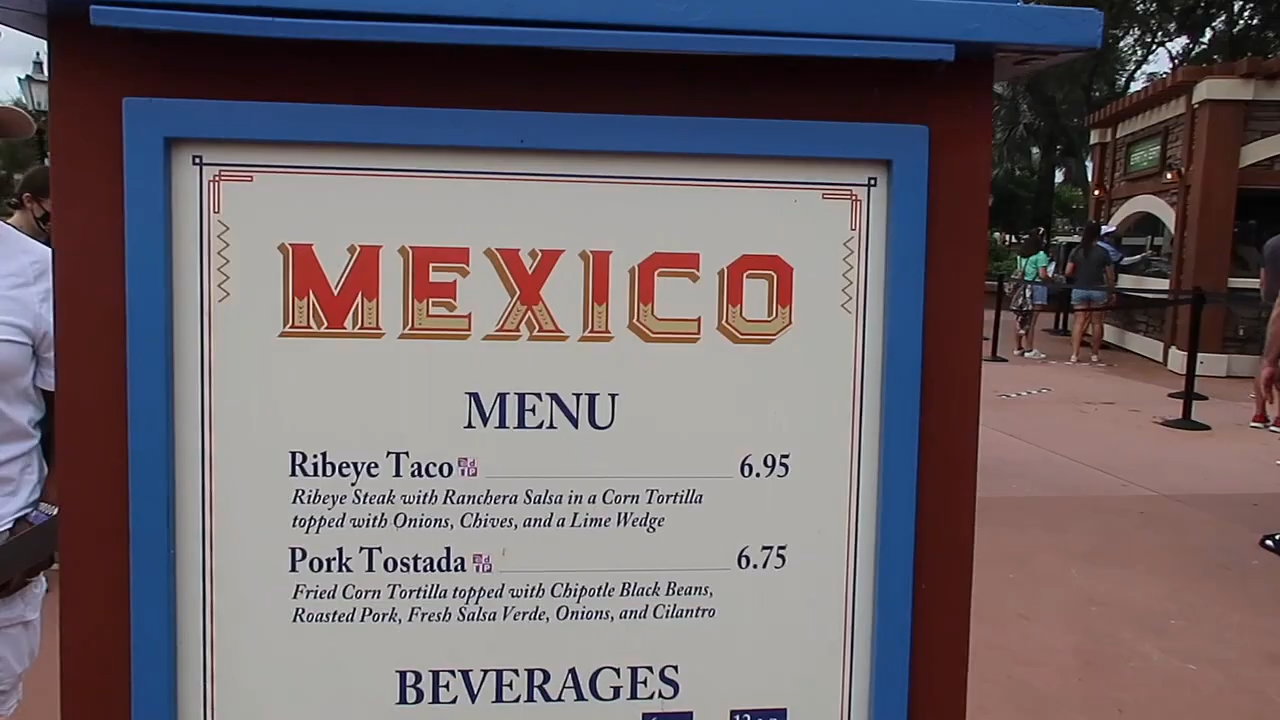 MEXICO
MENU
Ribeye Taco 6.95
Ribeye Steak with Ranchera Salsa in a Corn Tortilla
topped with Onions, Chives, and a Lime Wedge
Pork Tostada 6.75
Fried Corn Tortilla topped with Chipotle Black Beans,
Roasted Pork, Fresh Salsa Verde, Onions, and Cilantro
BEVERAGES